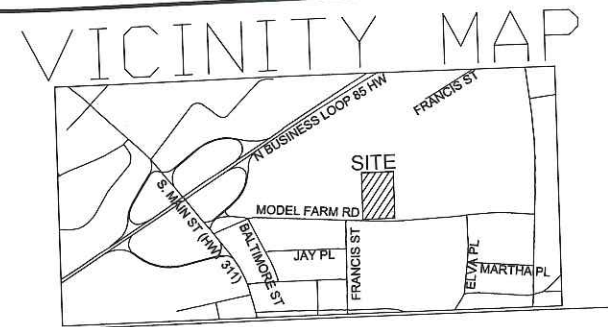 VICINITY MAP
FRANCIS ST
N BUSINESS LOOP 85 HW
SITE
S. MAIN ST (HWY 311)
MODEL FARM RD
BALTIMORE ST
JAY PL
FRANCIS ST
ELVA PL
MARTHA PL